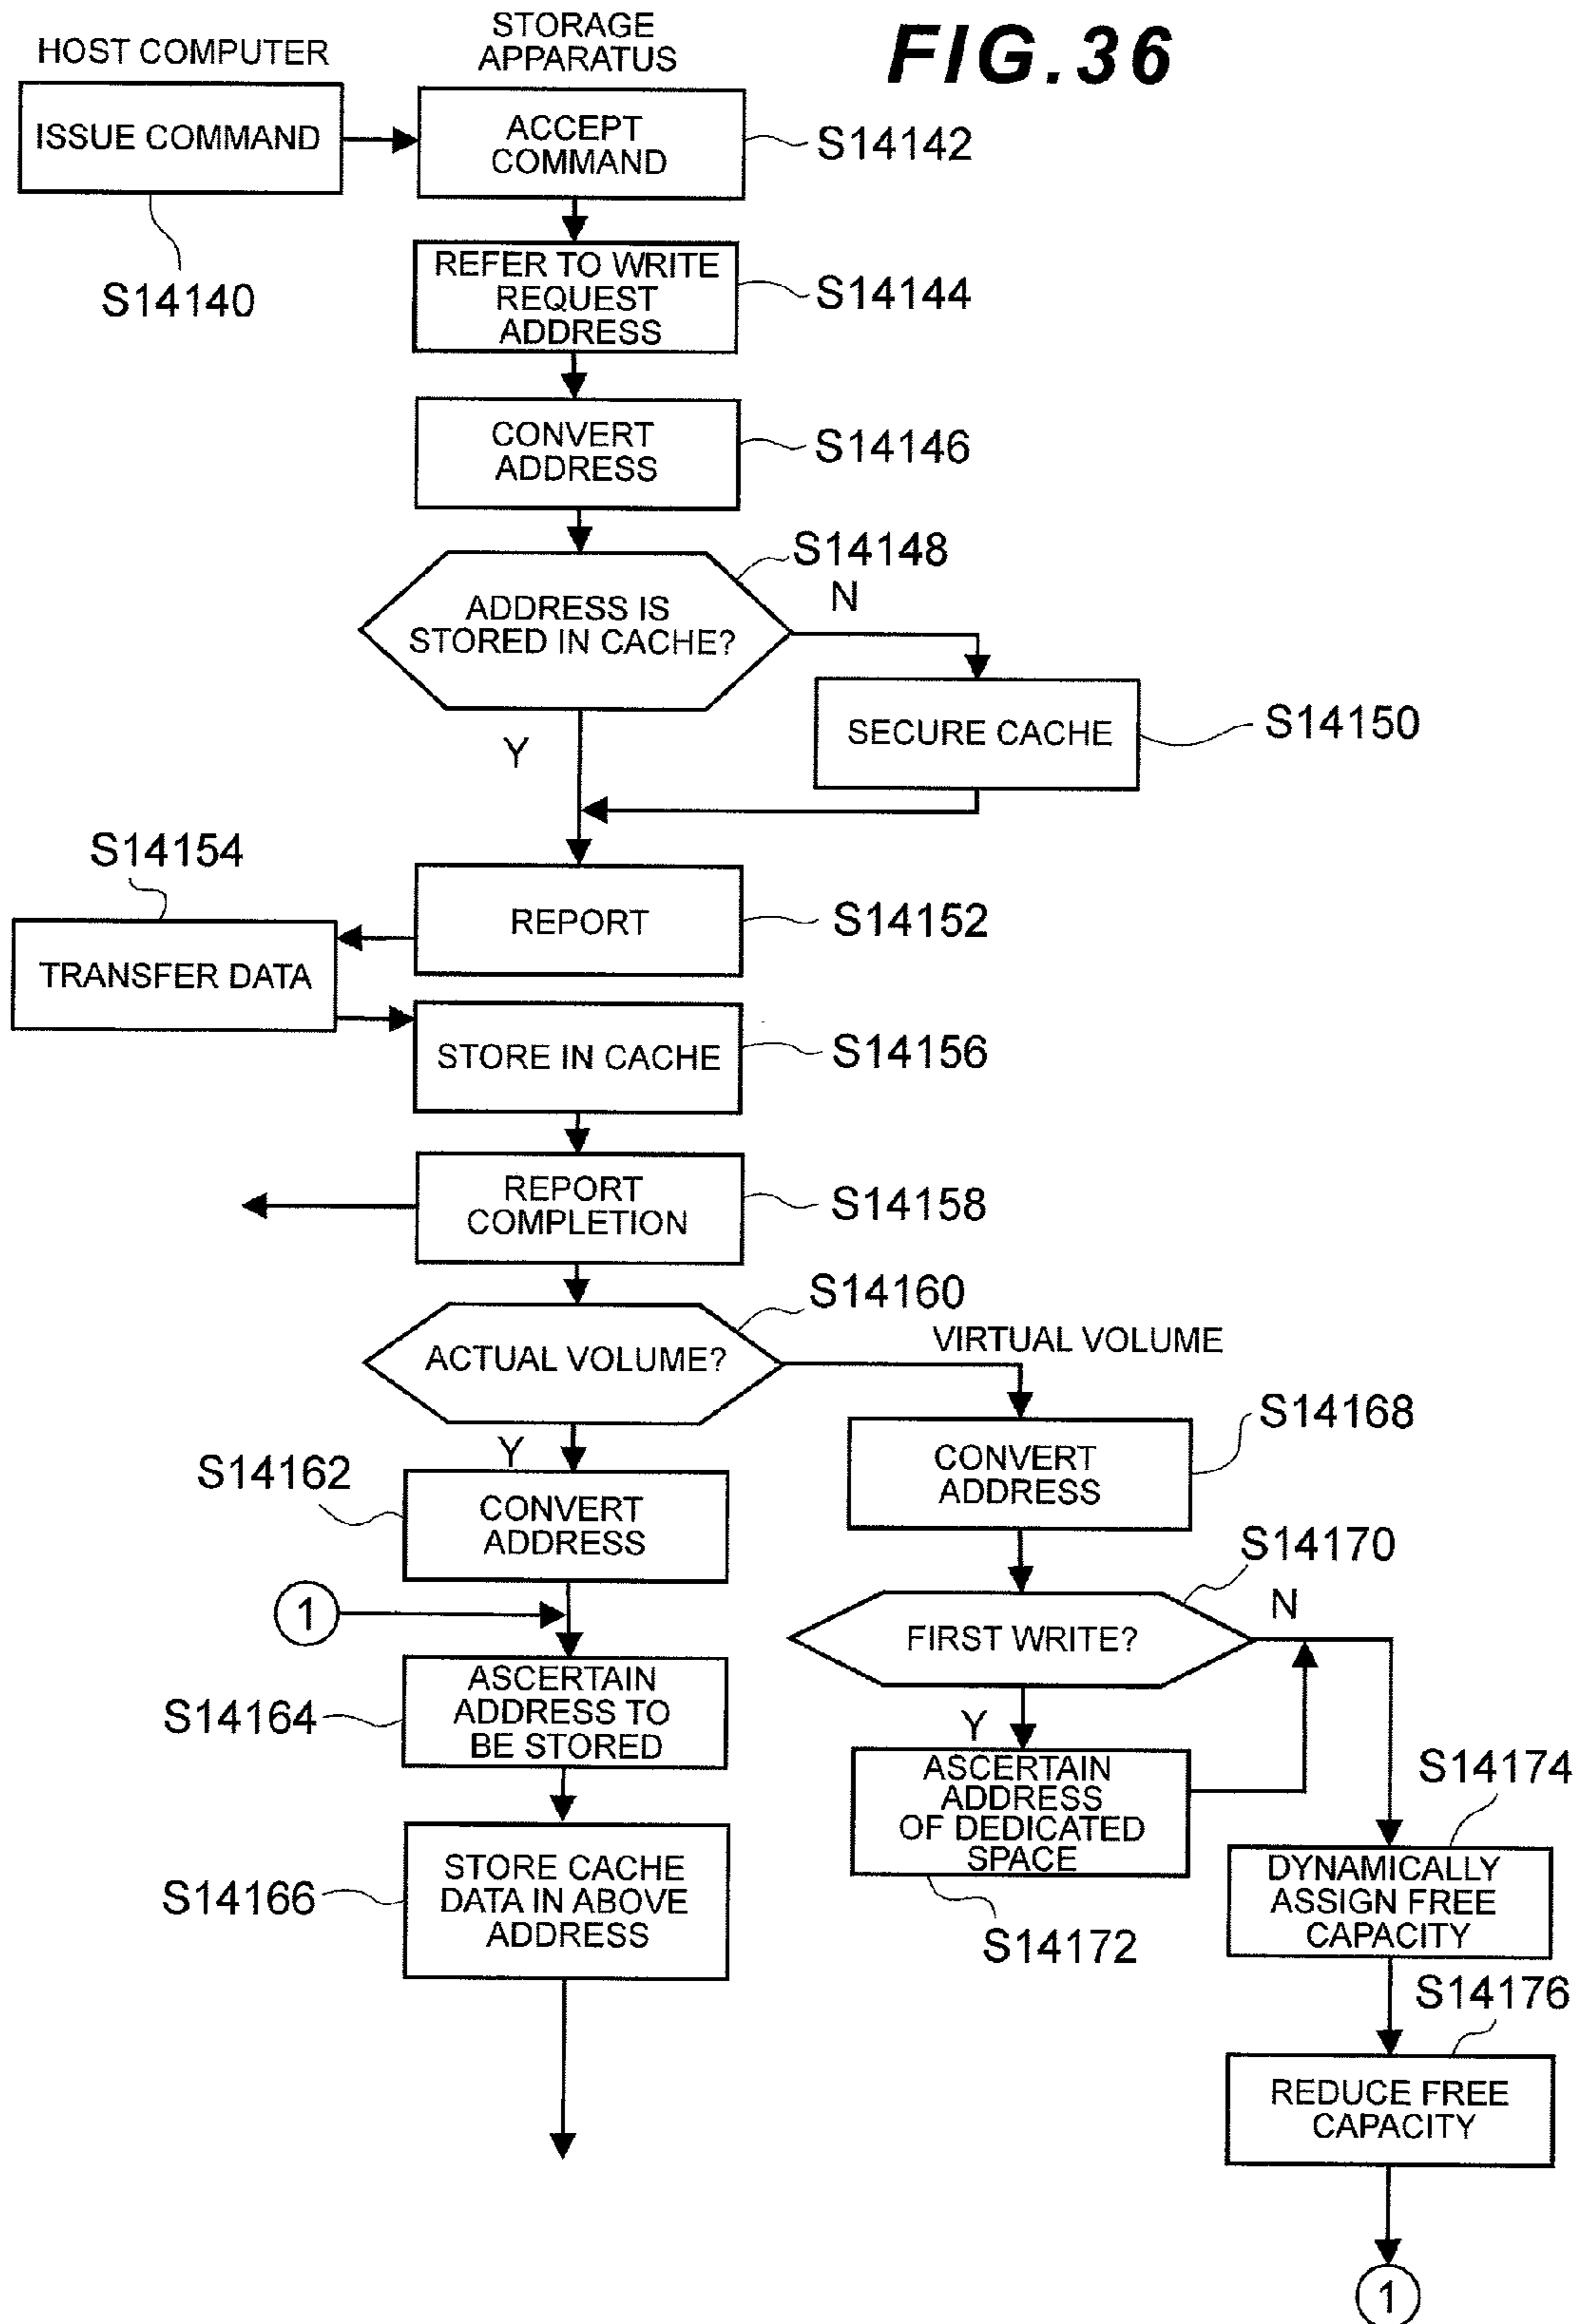 FIG.36
HOST COMPUTER
STORAGE
APPARATUS
ISSUE COMMAND
S14140
ACCEPT
COMMAND
S14142
REFER TO WRITE
REQUEST
ADDRESS
S14144
CONVERT
ADDRESS
S14146
ADDRESS IS
STORED IN CACHE?
S14148
N
SECURE CACHE
S14150
Y
REPORT
S14152
S14154
TRANSFER DATA
STORE IN CACHE
S14156
REPORT
COMPLETION
S14158
ACTUAL VOLUME?
S14160
VIRTUAL VOLUME
Y
S14162
CONVERT
ADDRESS
1
S14164
ASCERTAIN
ADDRESS TO
BE STORED
S14166
STORE CACHE
DATA IN ABOVE
ADDRESS
CONVERT
ADDRESS
S14168
FIRST WRITE?
S14170
N
Y
ASCERTAIN
ADDRESS
OF DEDICATED
SPACE
S14172
S14174
DYNAMICALLY
ASSIGN FREE
CAPACITY
S14176
REDUCE FREE
CAPACITY
1